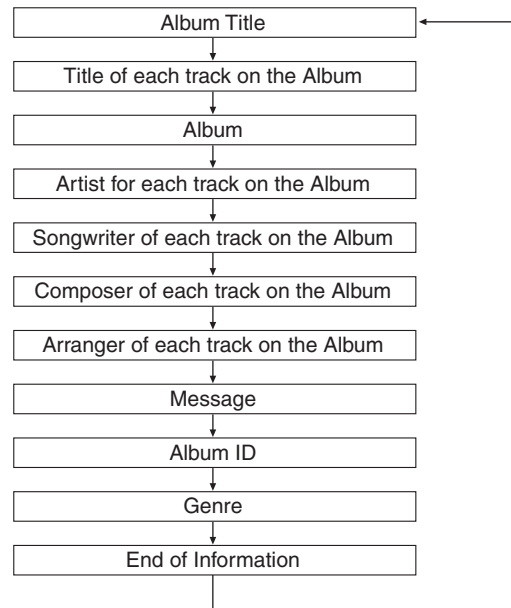 Album Title
Title of each track on the Album
Album
Artist for each track on the Album
Songwriter of each track on the Album
Composer of each track on the Album
Arranger of each track on the Album
Message
Album ID
Genre
End of Information